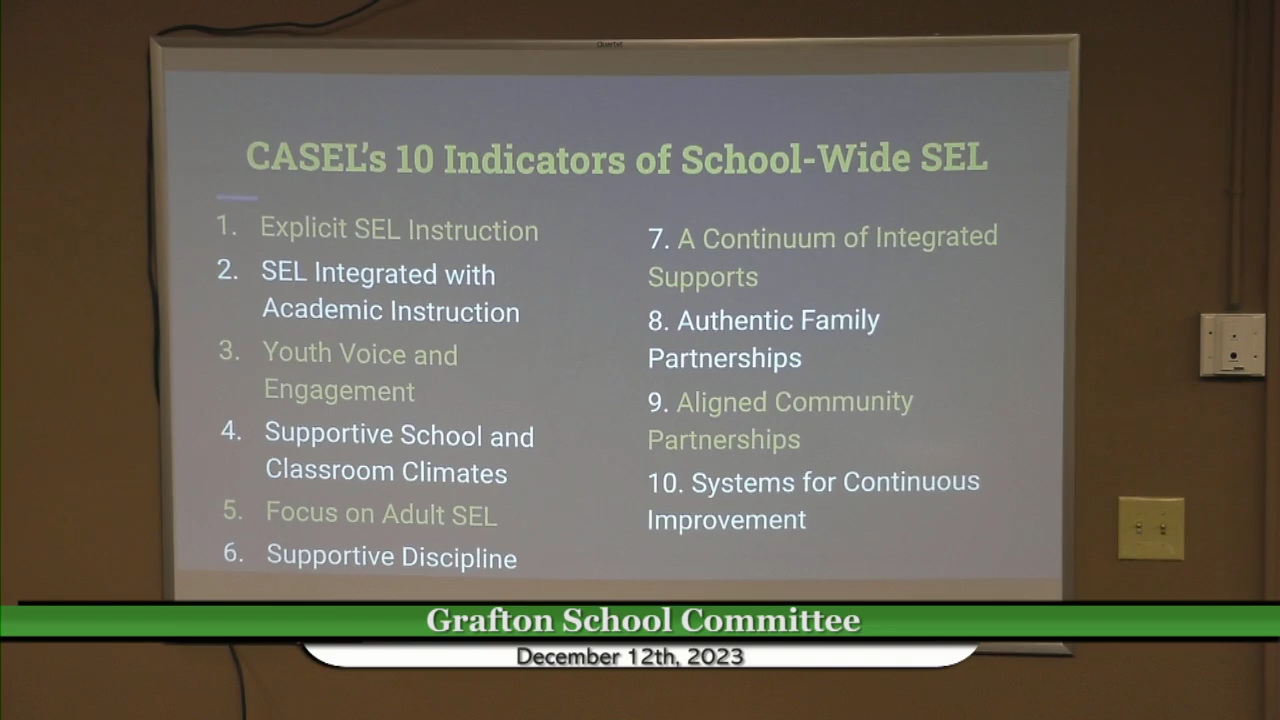 Quartet
CASEL's 10 Indicators of School-Wide SEL
1. Explicit SEL Instruction
2. SEL Integrated with
Academic Instruction
3. Youth Voice and
Engagement
4. Supportive School and
Classroom Climates
5. Focus on Adult SEL
6. Supportive Discipline
7. A Continuum of Integrated
Supports
8. Authentic Family
Partnerships
9. Aligned Community
Partnerships
10. Systems for Continuous
Improvement
Grafton School Committee
December 12th, 2023